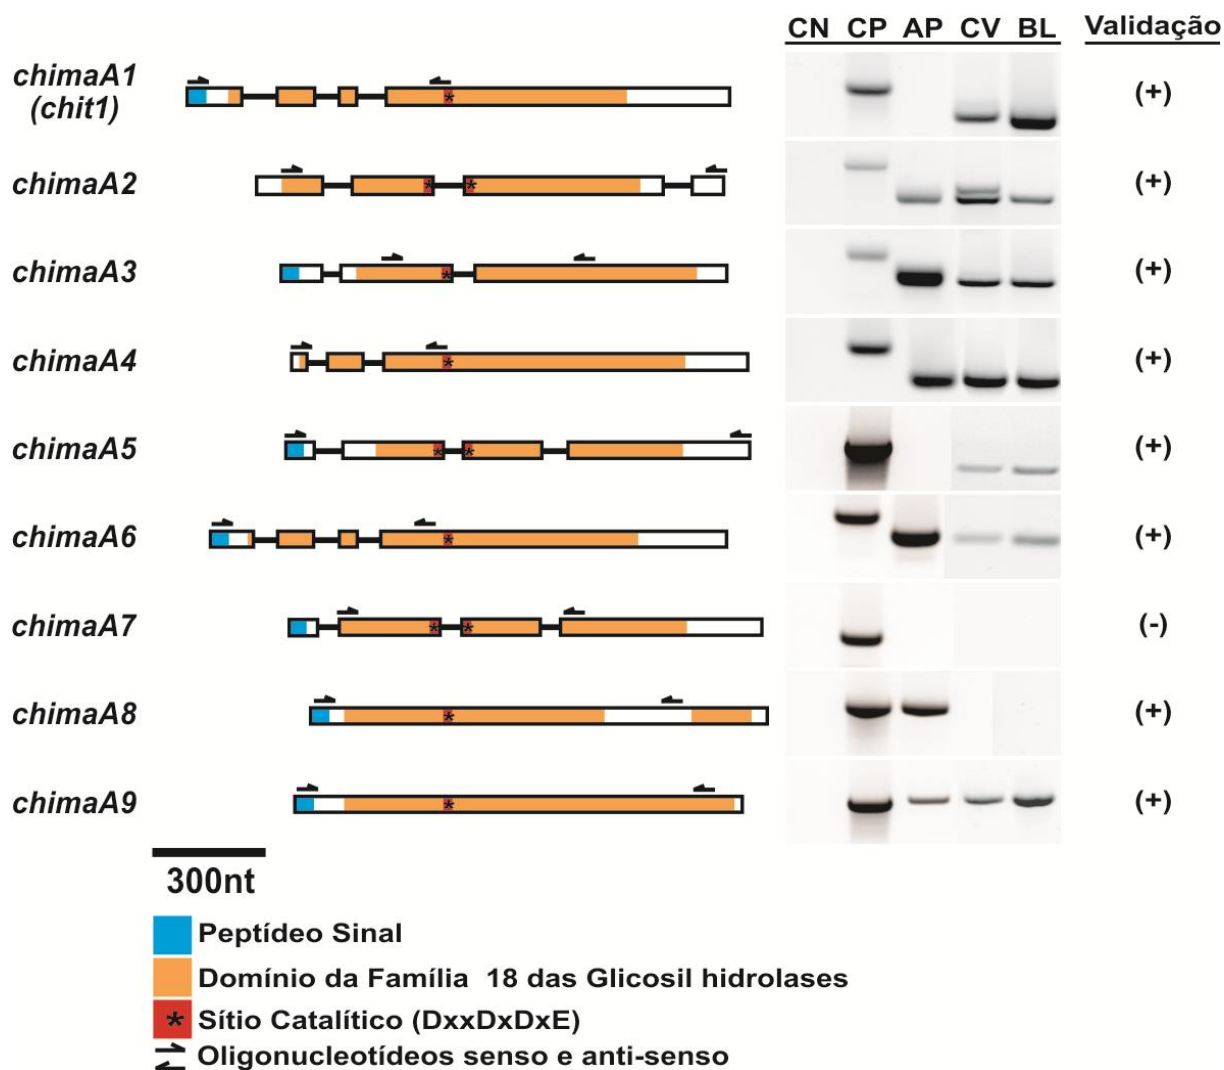 CN CP AP CV BL Validação
chimaA1
(chit1)
(+)
chimaA2
(+)
chimaA3
(+)
chimaA4
(+)
chimaA5
(+)
chimaA6
(+)
chimaA7
(-)
chimaA8
(+)
chimaA9
(+)
300nt
Peptídeo Sinal
Domínio da Família 18 das Glicosil hidrolases
* Sítio Catalítico (DxxDxDxE)
Oligonucleotídeos senso e anti-senso